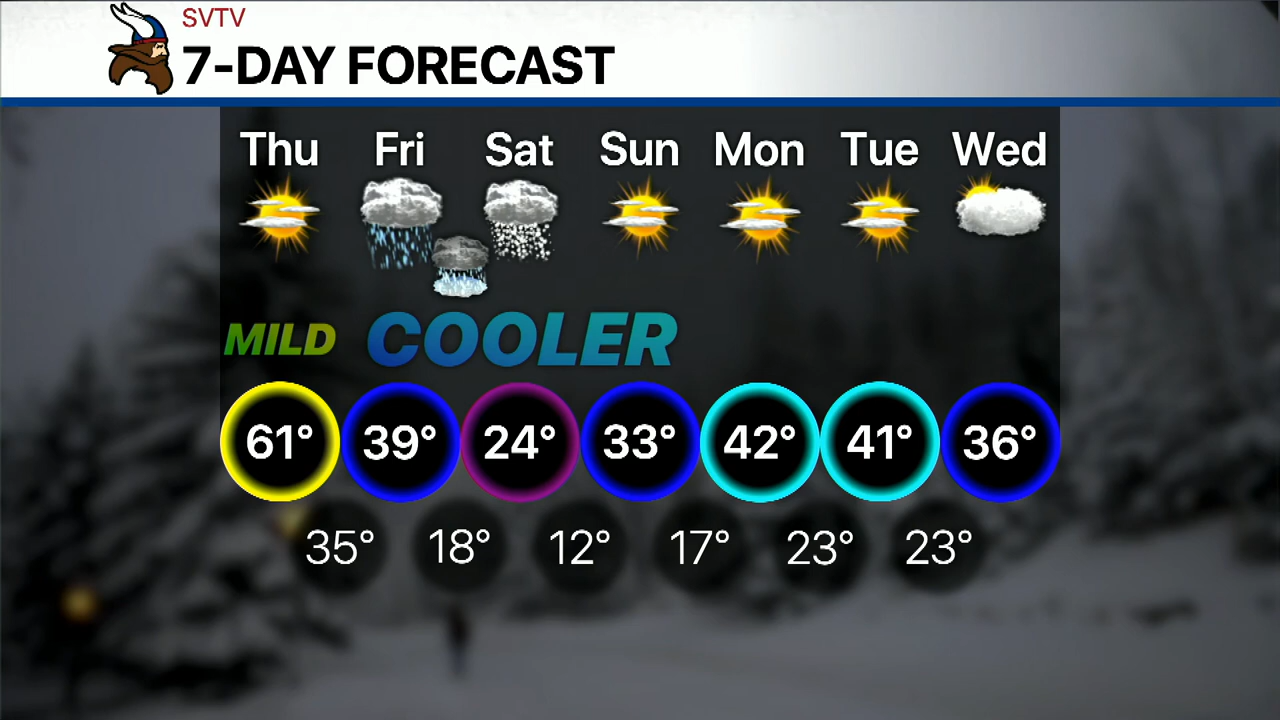 SVTV
7-DAY FORECAST
Thu Fri Sat Sun Mon Tue Wed
MILD COOLER
61° 39° 24° 33° 42° 41° 36°
35° 18° 12° 17° 23° 23°